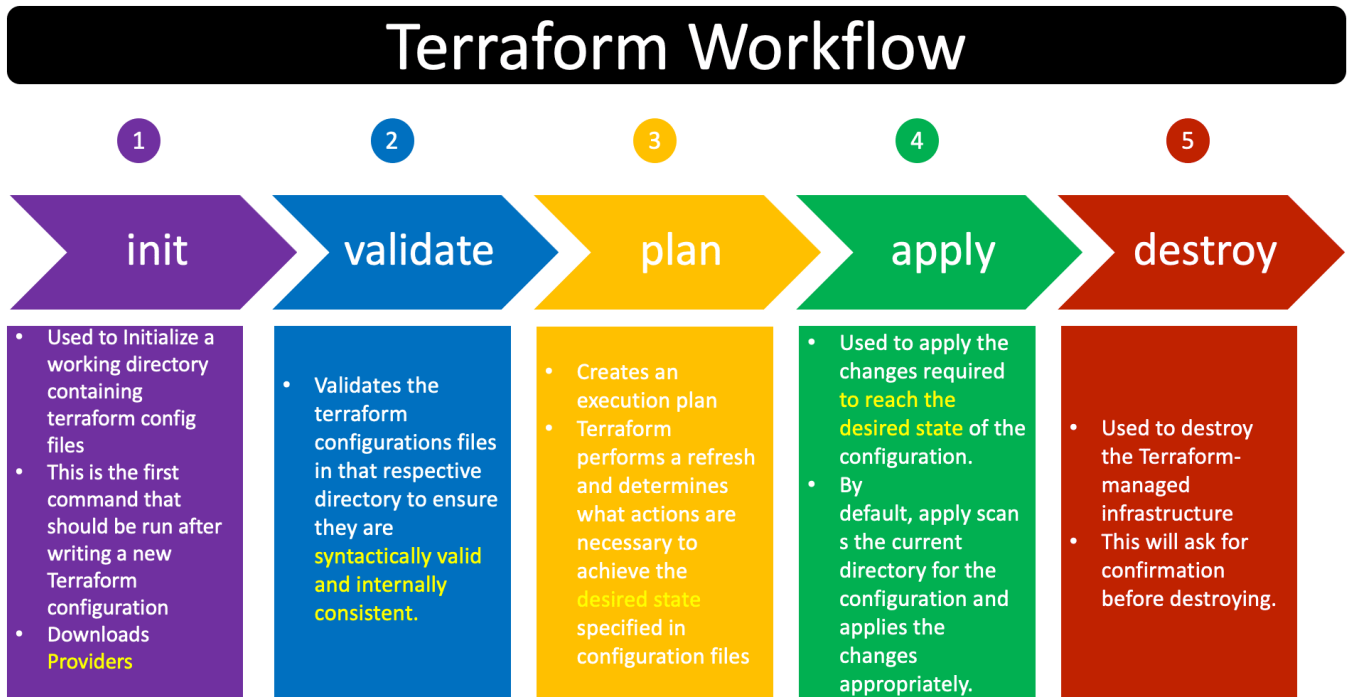 Terraform Workflow
1
2
3
4
5
init
validate
plan
apply
destroy
• Used to Initialize a
working directory
containing
terraform config
files
• This is the first
command that
should be run after
writing a new
Terraform
configuration
• Downloads
Providers
• Validates the
terraform
configurations files
in that respective
directory to ensure
they are
syntactically valid
and internally
consistent.
• Creates an
execution plan
• Terraform
performs a refresh
and determines
what actions are
necessary to
achieve the
desired state
specified in
configuration files
• Used to apply the
changes required
to reach the
desired state of the
configuration.
• By
default, apply scan
s the current
directory for the
configuration and
applies the
changes
appropriately.
• Used to destroy
the Terraform-
managed
infrastructure
• This will ask for
confirmation
before destroying.